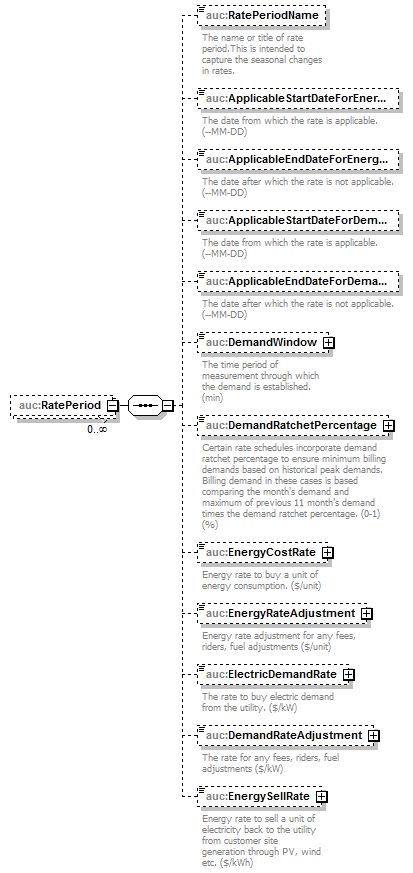 auc:RatePeriodName
The name or title of rate
period.This is intended to
capture the seasonal changes
in rates.
auc:ApplicableStartDateForEner...
The date from which the rate is applicable.
(--MM-DD)
auc:ApplicableEndDateForEnerg...
The date after which the rate is not applicable.
(--MM-DD)
auc:ApplicableStartDateForDem...
The date from which the rate is applicable.
(--MM-DD)
auc:ApplicableEndDateForDema...
The date after which the rate is not applicable.
(--MM-DD)
auc:DemandWindow
The time period of
measurement through which
the demand is established.
(min)
auc:RatePeriod
0..∞
auc:DemandRatchetPercentage
Certain rate schedules incorporate demand
ratchet percentage to ensure minimum billing
demands based on historical peak demands.
Billing demand in these cases is based
comparing the month's demand and
maximum of previous 11 month's demand
times the demand ratchet percentage. (0-1)
(%)
auc:EnergyCostRate
Energy rate to buy a unit of
energy consumption. ($/unit)
auc:EnergyRateAdjustment
Energy rate adjustment for any fees,
riders, fuel adjustments ($/unit)
auc:ElectricDemandRate
The rate to buy electric demand
from the utility. ($/kW)
auc:DemandRateAdjustment
The rate for any fees, riders, fuel
adjustments ($/kW)
auc:EnergySellRate
Energy rate to sell a unit of
electricity back to the utility
from customer site
generation through PV, wind
etc. ($/kWh)